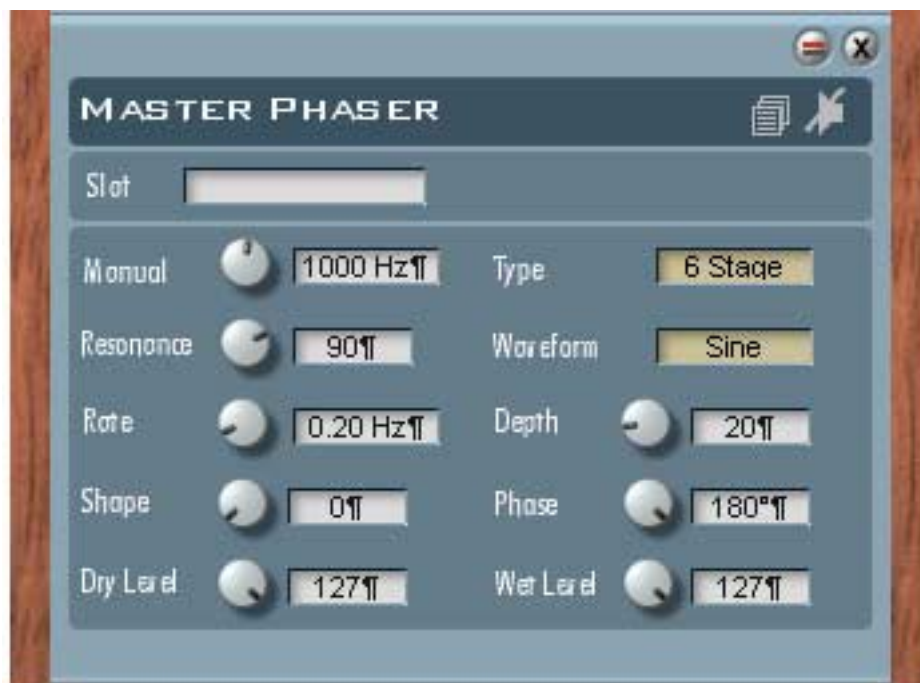 x
MASTER PHASER
Slot
Manual 1000 Hz¶ Type 6 Stage
Resonance 90¶ Waveform Sine
Rate 0.20 Hz¶ Depth 20¶
Shape 0¶ Phase 180°¶
Dry Level 127¶ Wet Level 127¶